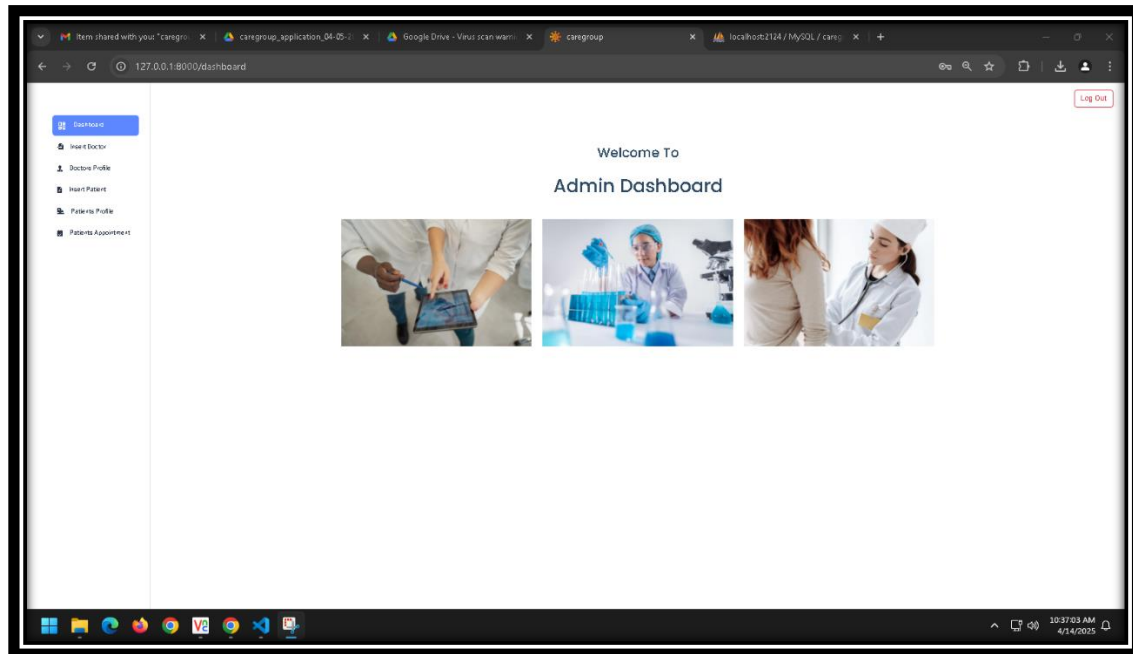 Item shared with you: "caregro
caregroup_application_04-05-2
Google Drive - Virus scan warni
caregroup
localhost:2124 / MySQL / careg
127.0.0.1:8000/dashboard
Log Out
Dashboard
Insert Doctor
Doctors Profile
Insert Patient
Patients Profile
Patients Appointment
Welcome To
Admin Dashboard
10:37:03 AM
4/14/2025